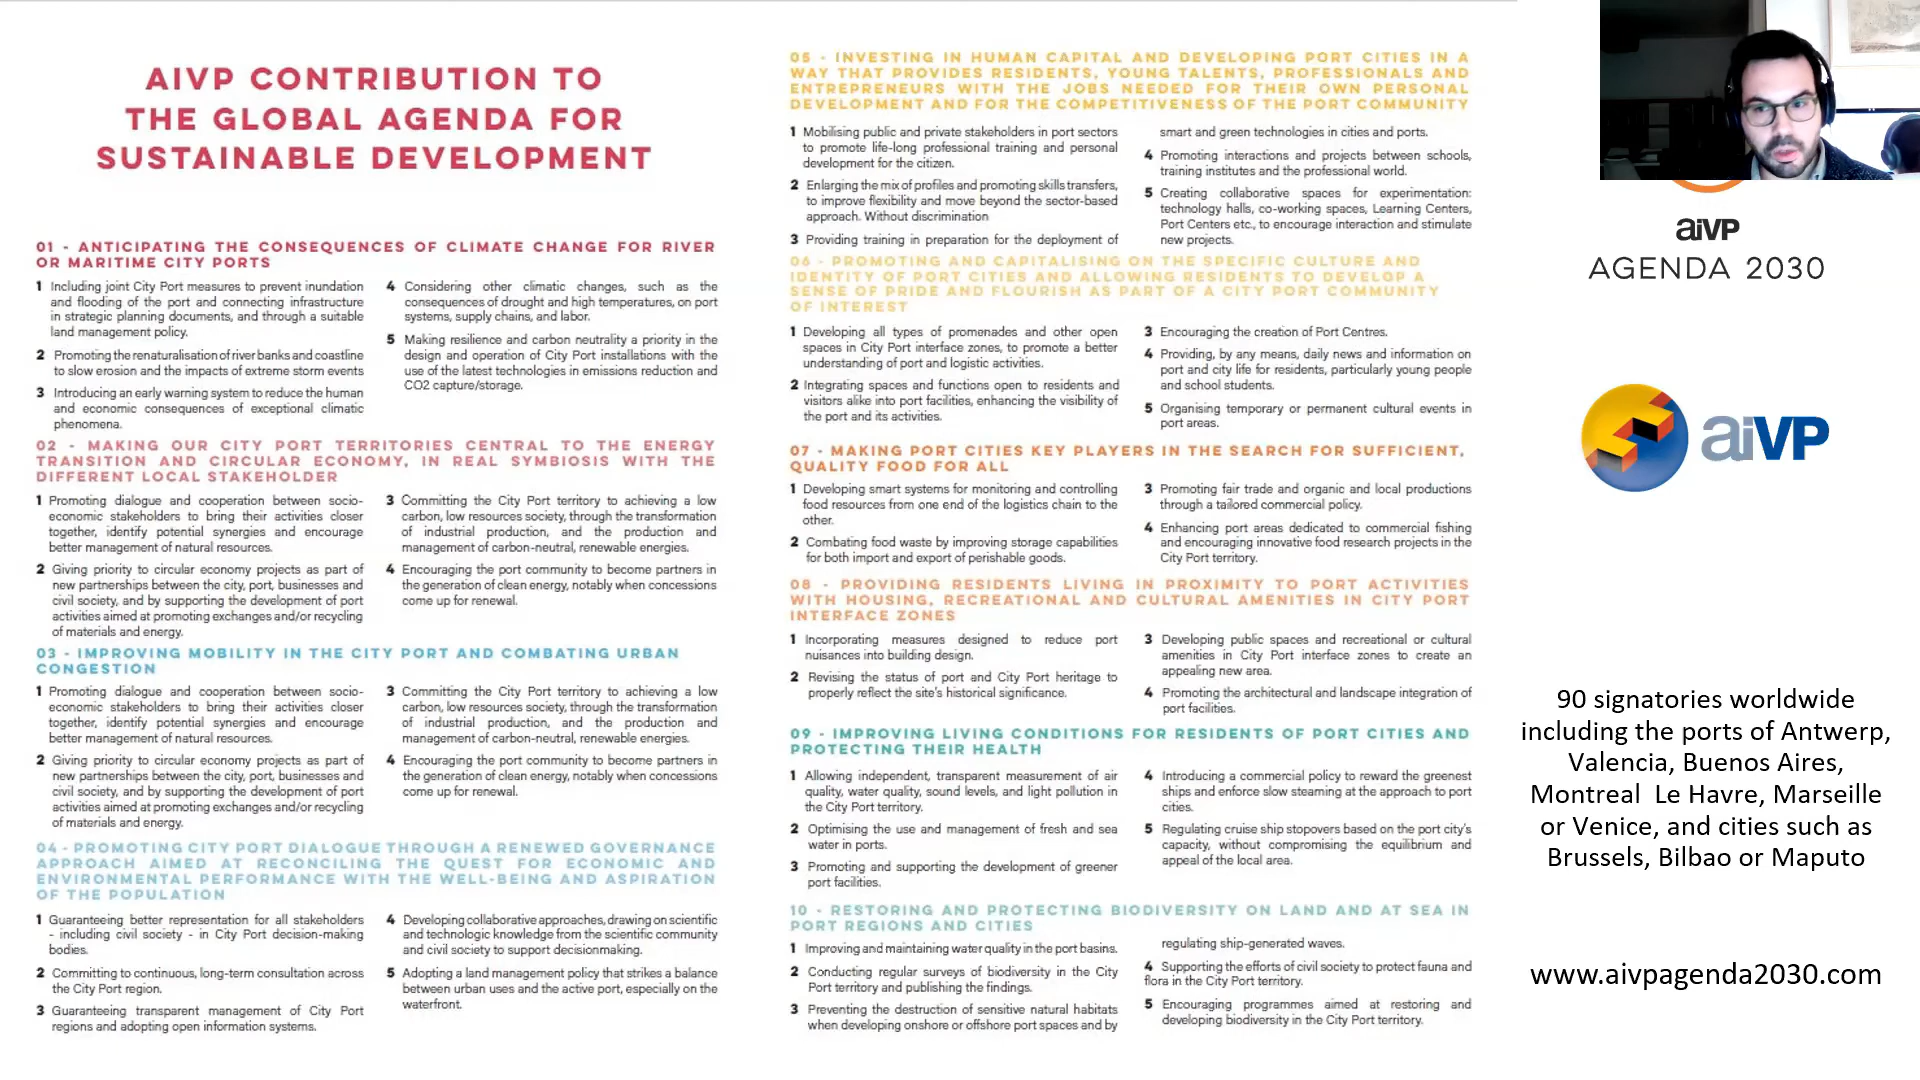 AIVP CONTRIBUTION TO
THE GLOBAL AGENDA FOR
SUSTAINABLE DEVELOPMENT
01 - ANTICIPATING THE CONSEQUENCES OF CLIMATE CHANGE FOR RIVER
OR MARITIME CITY PORTS
1 Including joint City Port measures to prevent inundation
and flooding of the port and connecting infrastructure
in strategic planning documents, and through a suitable
land management policy.
2 Promoting the renaturalisation of river banks and coastline
to slow erosion and the impacts of extreme storm events
3 Introducing an early warning system to reduce the human
and economic consequences of exceptional climatic
phenomena.
4 Considering other climatic changes, such as the
consequences of drought and high temperatures, on port
systems, supply chains, and labor.
5 Making resilience and carbon neutrality a priority in the
design and operation of City Port installations with the
use of the latest technologies in emissions reduction and
CO2 capture/storage.
02 - MAKING OUR CITY PORT TERRITORIES CENTRAL TO THE ENERGY
TRANSITION AND CIRCULAR ECONOMY, IN REAL SYMBIOSIS WITH THE
DIFFERENT LOCAL STAKEHOLDER
1 Promoting dialogue and cooperation between socio-
economic stakeholders to bring their activities closer
together, identify potential synergies and encourage
better management of natural resources.
2 Giving priority to circular economy projects as part of
new partnerships between the city, port, businesses and
civil society, and by supporting the development of port
activities aimed at promoting exchanges and/or recycling
of materials and energy.
3 Committing the City Port territory to achieving a low
carbon, low resources society, through the transformation
of industrial production, and the production and
management of carbon-neutral, renewable energies.
4 Encouraging the port community to become partners in
the generation of clean energy, notably when concessions
come up for renewal.
03 - IMPROVING MOBILITY IN THE CITY PORT AND COMBATING URBAN
CONGESTION
1 Promoting dialogue and cooperation between socio-
economic stakeholders to bring their activities closer
together, identify potential synergies and encourage
better management of natural resources.
2 Giving priority to circular economy projects as part of
new partnerships between the city, port, businesses and
civil society, and by supporting the development of port
activities aimed at promoting exchanges and/or recycling
of materials and energy.
3 Committing the City Port territory to achieving a low
carbon, low resources society, through the transformation
of industrial production, and the production and
management of carbon-neutral, renewable energies.
4 Encouraging the port community to become partners in
the generation of clean energy, notably when concessions
come up for renewal.
04 - PROMOTING CITY PORT DIALOGUE THROUGH A RENEWED GOVERNANCE
APPROACH AIMED AT RECONCILING THE QUEST FOR ECONOMIC AND
ENVIRONMENTAL PERFORMANCE WITH THE WELL-BEING AND ASPIRATION
OF THE POPULATION
1 Guaranteeing better representation for all stakeholders
- including civil society - in City Port decision-making
bodies.
2 Committing to continuous, long-term consultation across
the City Port region.
3 Guaranteeing transparent management of City Port
regions and adopting open information systems.
4 Developing collaborative approaches, drawing on scientific
and technologic knowledge from the scientific community
and civil society to support decisionmaking.
5 Adopting a land management policy that strikes a balance
between urban uses and the active port, especially on the
waterfront.
05 - INVESTING IN HUMAN CAPITAL AND DEVELOPING PORT CITIES IN A
WAY THAT PROVIDES RESIDENTS, YOUNG TALENTS, PROFESSIONALS AND
ENTREPRENEURS WITH THE JOBS NEEDED FOR THEIR OWN PERSONAL
DEVELOPMENT AND FOR THE COMPETITIVENESS OF THE PORT COMMUNITY
1 Mobilising public and private stakeholders in port sectors
to promote life-long professional training and personal
development for the citizen.
2 Enlarging the mix of profiles and promoting skills transfers,
to improve flexibility and move beyond the sector-based
approach. Without discrimination
3 Providing training in preparation for the deployment of
smart and green technologies in cities and ports.
4 Promoting interactions and projects between schools,
training institutes and the professional world.
5 Creating collaborative spaces for experimentation:
technology halls, co-working spaces, Learning Centers,
Port Centers etc., to encourage interaction and stimulate
new projects.
06 - PROMOTING AND CAPITALISING ON THE SPECIFIC CULTURE AND
IDENTITY OF PORT CITIES AND ALLOWING RESIDENTS TO DEVELOP A
SENSE OF PRIDE AND FLOURISH AS PART OF A CITY PORT COMMUNITY
OF INTEREST
1 Developing all types of promenades and other open
spaces in City Port interface zones, to promote a better
understanding of port and logistic activities.
2 Integrating spaces and functions open to residents and
visitors alike into port facilities, enhancing the visibility of
the port and its activities.
3 Encouraging the creation of Port Centres.
4 Providing, by any means, daily news and information on
port and city life for residents, particularly young people
and school students.
5 Organising temporary or permanent cultural events in
port areas.
07 - MAKING PORT CITIES KEY PLAYERS IN THE SEARCH FOR SUFFICIENT,
QUALITY FOOD FOR ALL
1 Developing smart systems for monitoring and controlling
food resources from one end of the logistics chain to the
other.
2 Combating food waste by improving storage capabilities
for both import and export of perishable goods.
3 Promoting fair trade and organic and local productions
through a tailored commercial policy.
4 Enhancing port areas dedicated to commercial fishing
and encouraging innovative food research projects in the
City Port territory.
08 - PROVIDING RESIDENTS LIVING IN PROXIMITY TO PORT ACTIVITIES
WITH HOUSING, RECREATIONAL AND CULTURAL AMENITIES IN CITY PORT
INTERFACE ZONES
1 Incorporating measures designed to reduce port
nuisances into building design.
2 Revising the status of port and City Port heritage to
properly reflect the site's historical significance.
3 Developing public spaces and recreational or cultural
amenities in City Port interface zones to create an
appealing new area.
4 Promoting the architectural and landscape integration of
port facilities.
09 - IMPROVING LIVING CONDITIONS FOR RESIDENTS OF PORT CITIES AND
PROTECTING THEIR HEALTH
1 Allowing independent, transparent measurement of air
quality, water quality, sound levels, and light pollution in
the City Port territory.
2 Optimising the use and management of fresh and sea
water in ports.
3 Promoting and supporting the development of greener
port facilities.
4 Introducing a commercial policy to reward the greenest
ships and enforce slow steaming at the approach to port
cities.
5 Regulating cruise ship stopovers based on the port city's
capacity, without compromising the equilibrium and
appeal of the local area.
10 - RESTORING AND PROTECTING BIODIVERSITY ON LAND AND AT SEA IN
PORT REGIONS AND CITIES
1 Improving and maintaining water quality in the port basins.
2 Conducting regular surveys of biodiversity in the City
Port territory and publishing the findings.
3 Preventing the destruction of sensitive natural habitats
when developing onshore or offshore port spaces and by
regulating ship-generated waves.
4 Supporting the efforts of civil society to protect fauna and
flora in the City Port territory.
5 Encouraging programmes aimed at restoring and
developing biodiversity in the City Port territory.
aiVP
AGENDA 2030
aiVP
90 signatories worldwide
including the ports of Antwerp,
Valencia, Buenos Aires,
Montreal Le Havre, Marseille
or Venice, and cities such as
Brussels, Bilbao or Maputo
www.aivpagenda2030.com